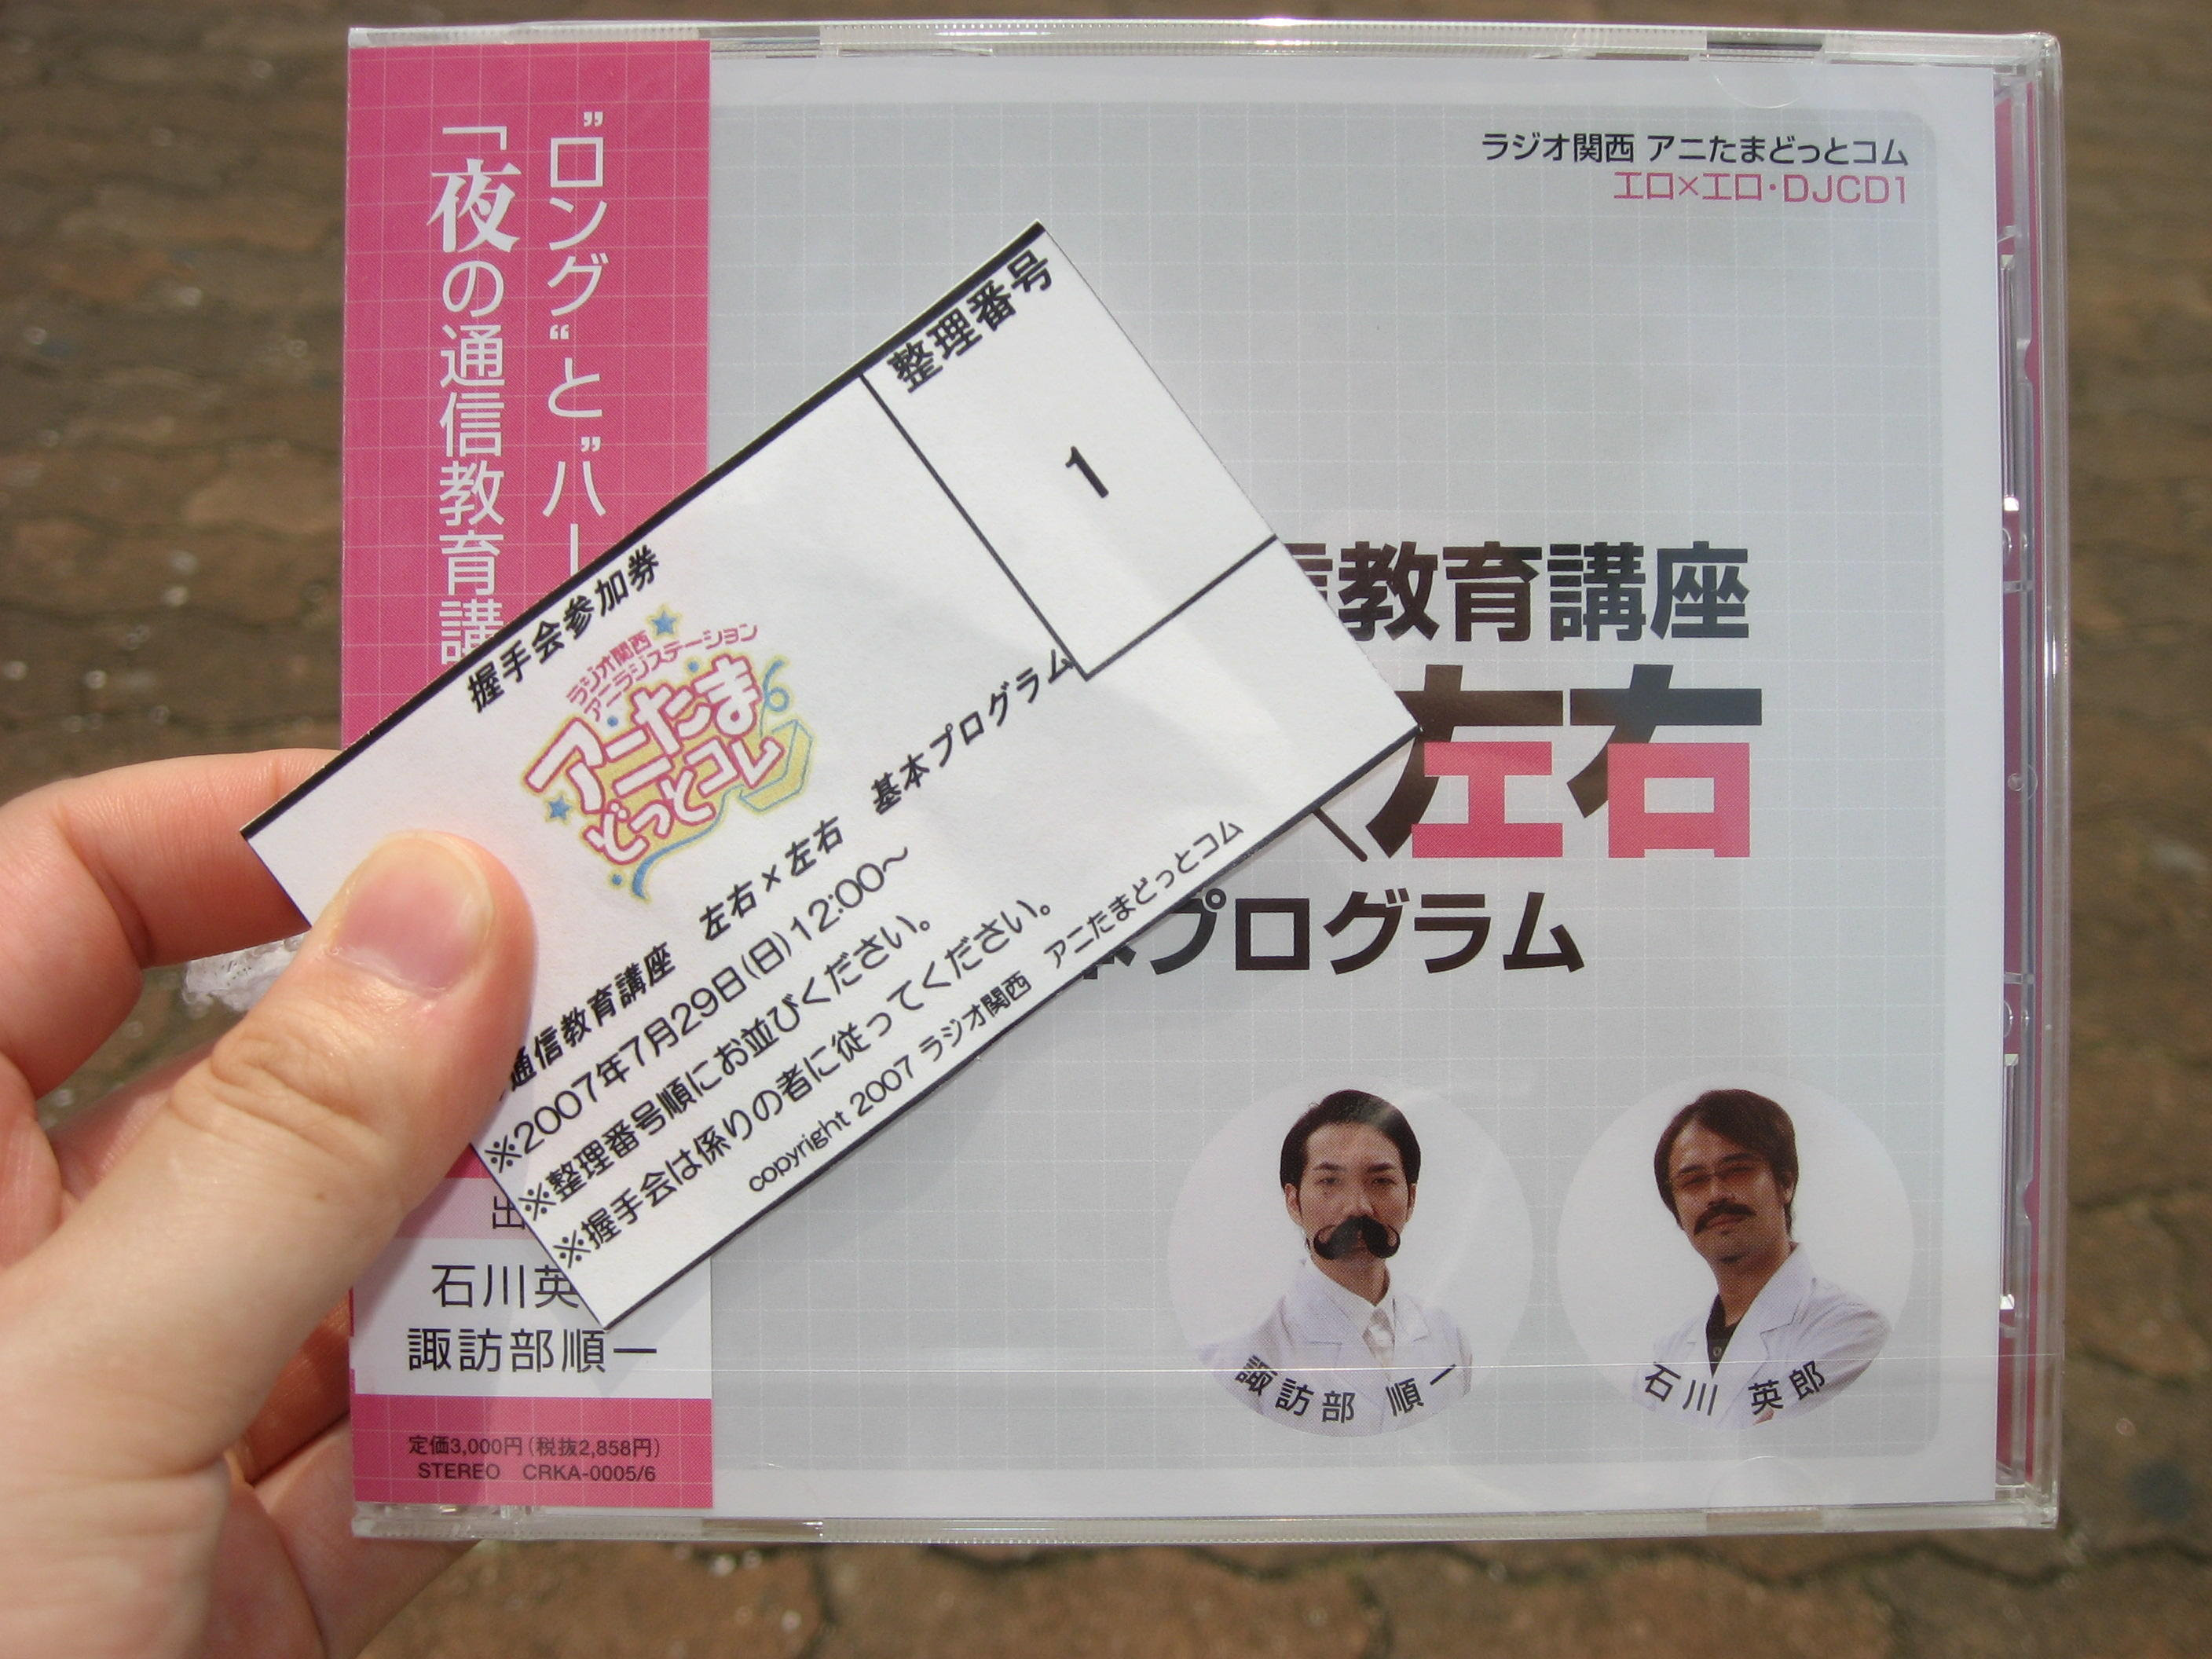 ”ロング“と”ハー
「夜の通信教育講
石川英
諏訪部順一
定価3,000円(税抜2,858円)
STEREO CRKA-0005/6
ラジオ関西 アニたまどっとコム
エロ×エロ・DJCD1
教育講座
左右
プログラム
諏訪部 順一
石川 英郎
整理番号
1
握手会参加券
ラジオ関西
アニラジステーション
アニたま
どっとコム
通信教育講座 左右×左右 基本プログラム
※2007年7月29日(日)12:00～
※整理番号順にお並びください。
※握手会は係りの者に従ってください。
copyright 2007 ラジオ関西 アニたまどっとコム